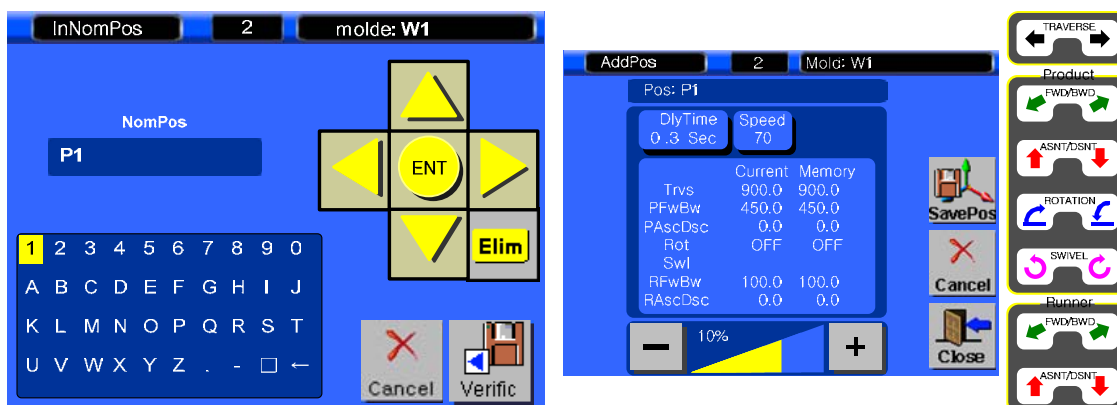 InNomPos 2 molde: W1
NomPos
P1
ENT
Elim
1 2 3 4 5 6 7 8 9 0
A B C D E F G H I J
K L M N O P Q R S T
U V W X Y Z . - □ ←
Cancel Verific
AddPos 2 Mold: W1
Pos: P1
DlyTime Speed
0.3 Sec 70
Current Memory
Trvs 900.0 900.0
PFwBw 450.0 450.0
PAscDsc 0.0 0.0
Rot OFF OFF
Swl
RFwBw 100.0 100.0
RAscDsc 0.0 0.0
10%
− +
SavePos
Cancel
Close
TRAVERSE
Product
FWD/BWD
ASNT/DSNT
ROTATION
SWIVEL
Runner
FWD/BWD
ASNT/DSNT